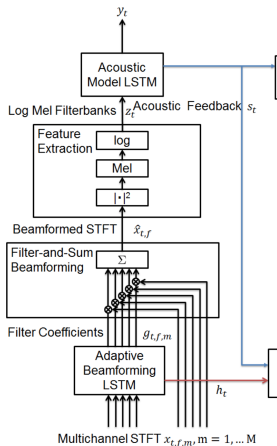 y_t
Acoustic
Model LSTM
Log Mel Filterbanks z_t Acoustic Feedback s_t
Feature
Extraction
log
Mel
|·|²
Beamformed STFT x̂_{t,f}
Filter-and-Sum
Beamforming
Σ
Filter Coefficients g_{t,f,m}
Adaptive
Beamforming
LSTM
h_t
Multichannel STFT x_{t,f,m}, m = 1, … M